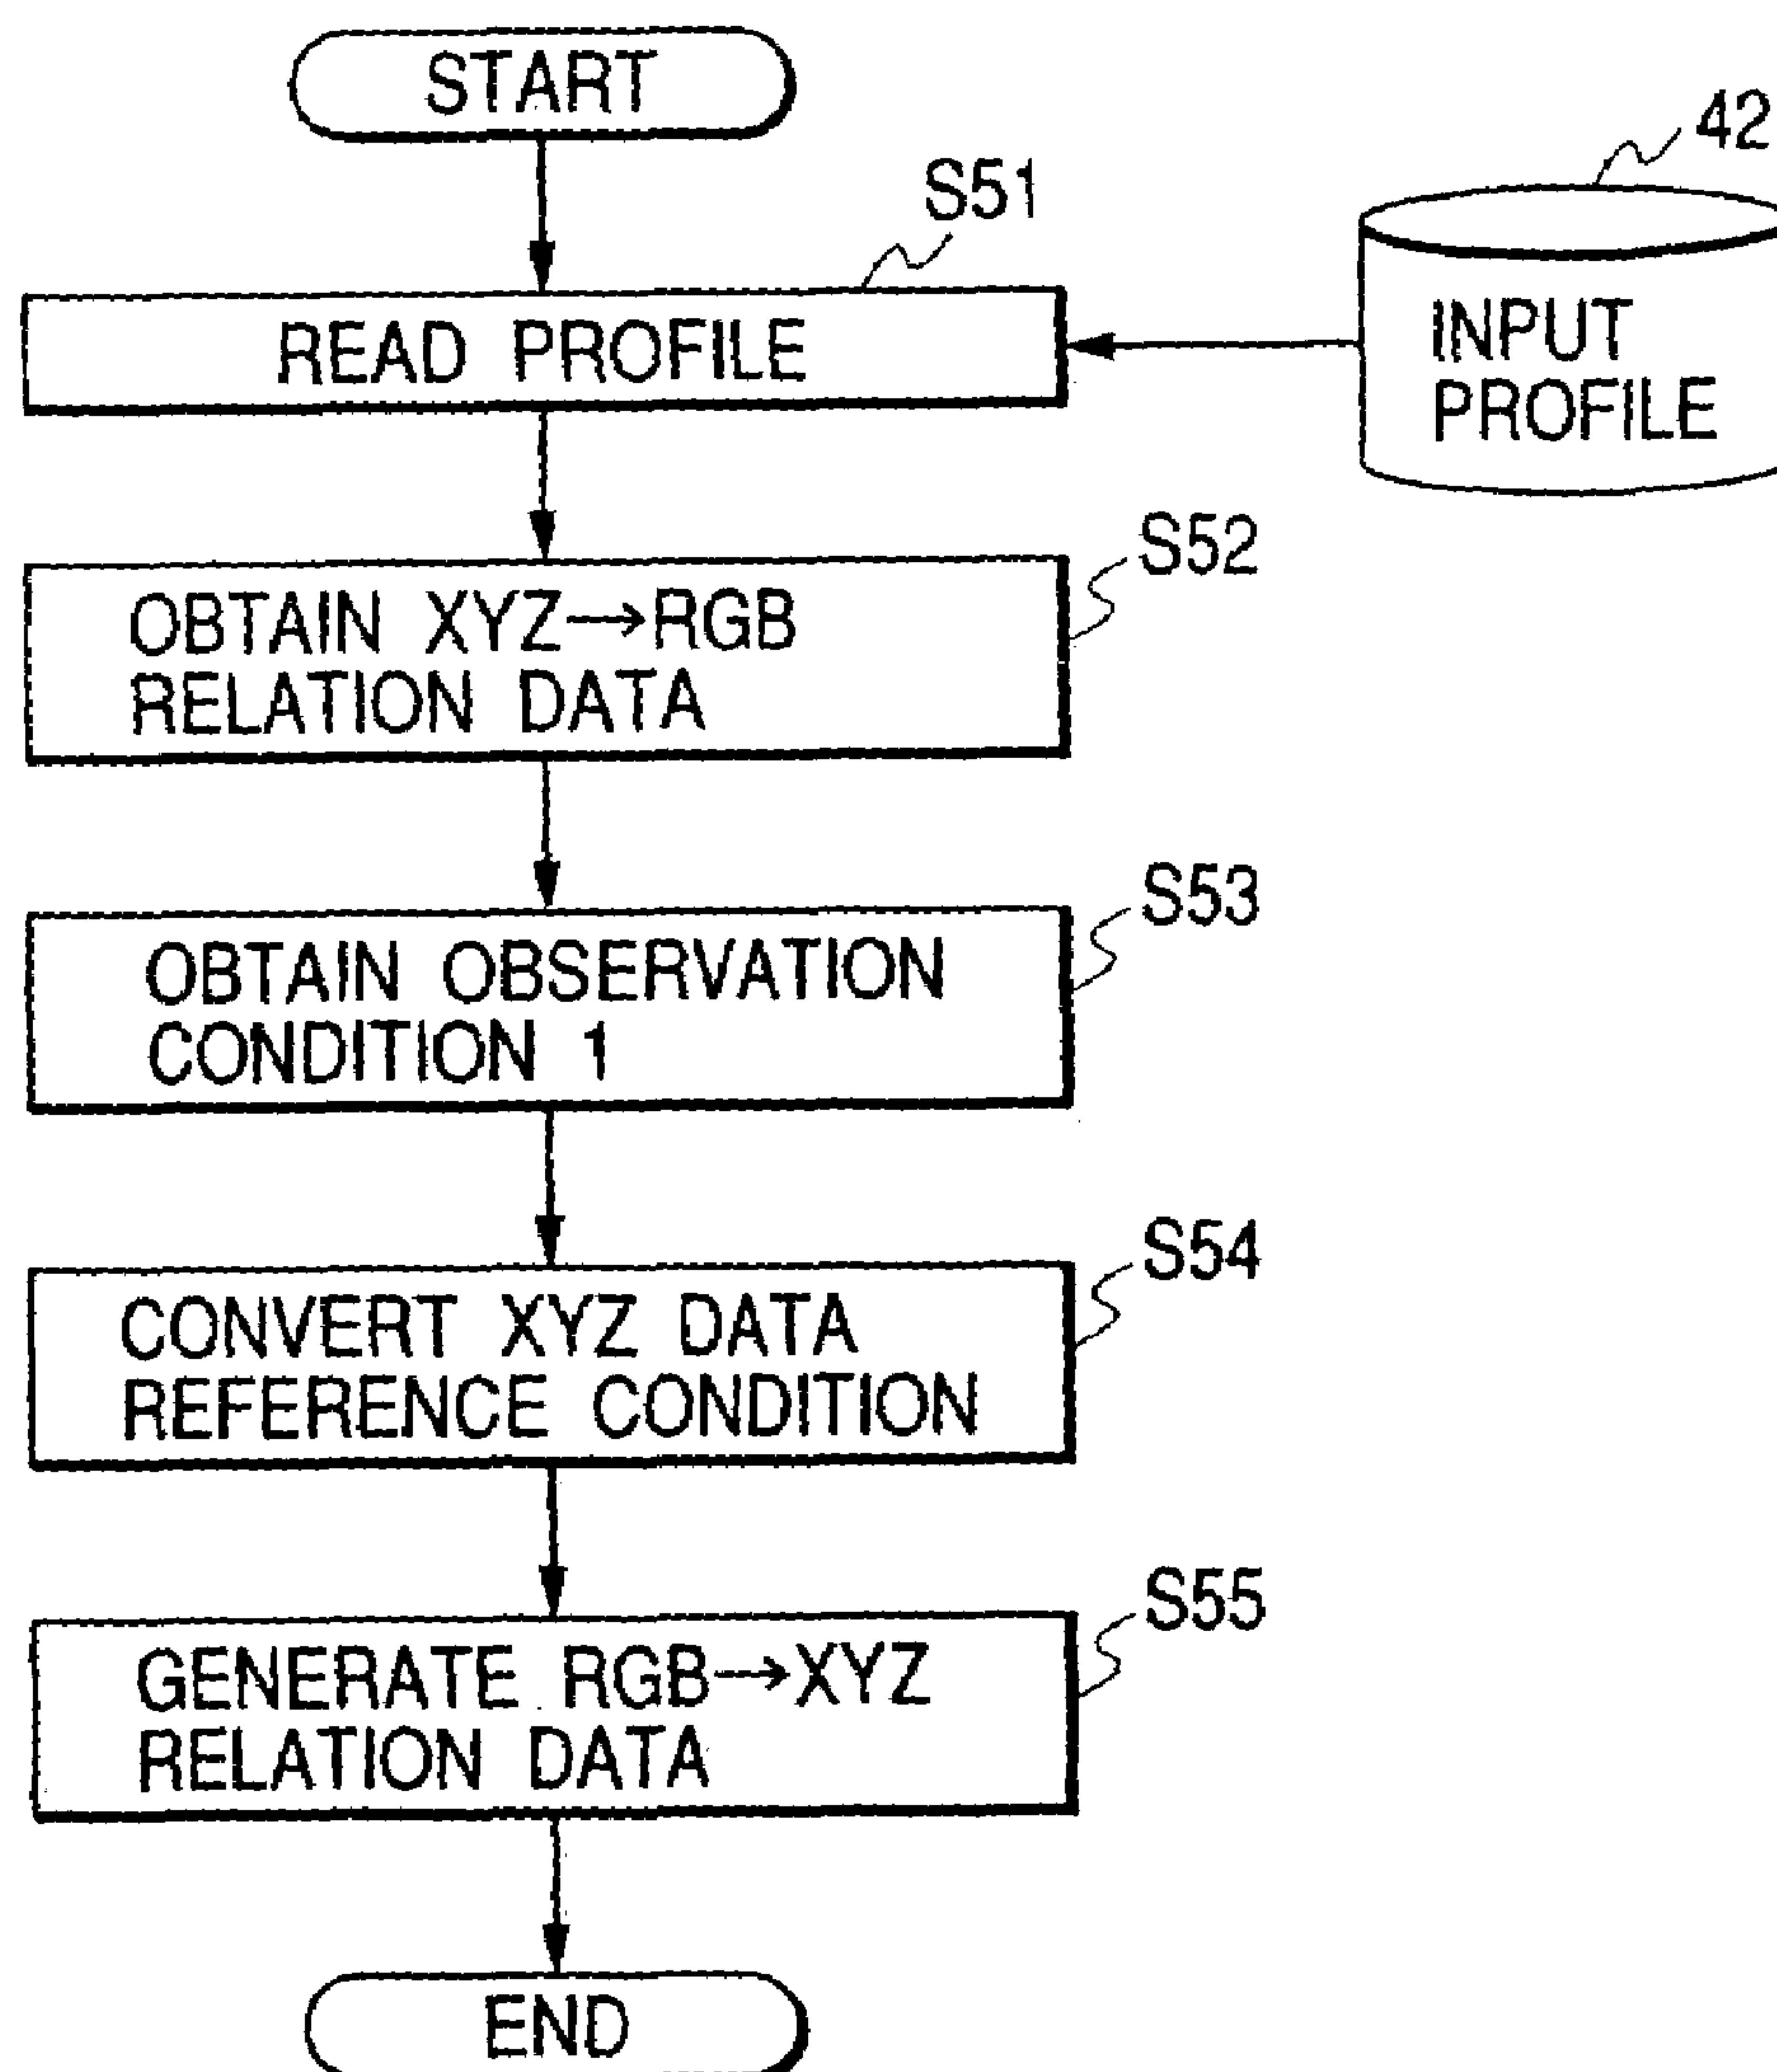 START
42
S51
READ PROFILE
INPUT
PROFILE
S52
OBTAIN XYZ→RGB
RELATION DATA
S53
OBTAIN OBSERVATION
CONDITION 1
S54
CONVERT XYZ DATA
REFERENCE CONDITION
S55
GENERATE RGB→XYZ
RELATION DATA
END